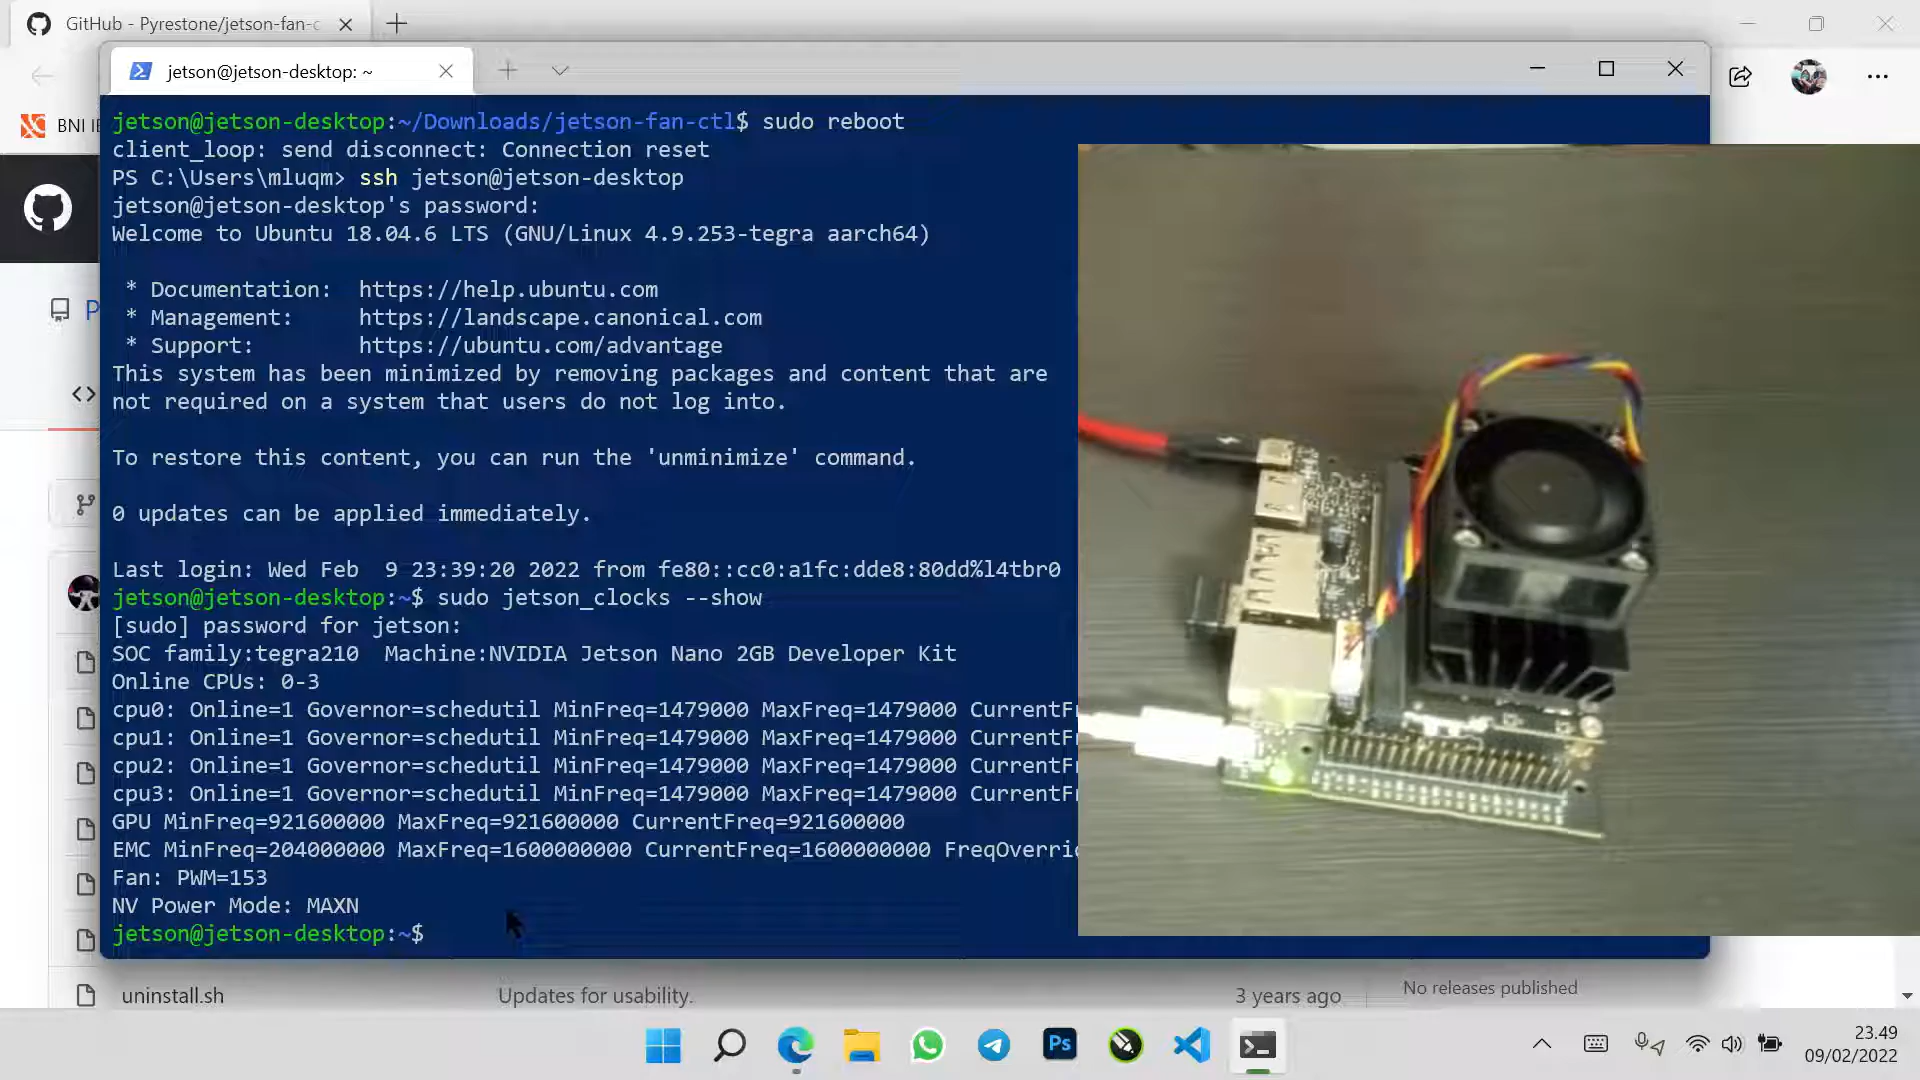 GitHub - Pyrestone/jetson-fan-c
jetson@jetson-desktop: ~
BNI
jetson@jetson-desktop:~/Downloads/jetson-fan-ctl$ sudo reboot
client_loop: send disconnect: Connection reset
PS C:\Users\mluqm> ssh jetson@jetson-desktop
jetson@jetson-desktop's password:
Welcome to Ubuntu 18.04.6 LTS (GNU/Linux 4.9.253-tegra aarch64)
* Documentation: https://help.ubuntu.com
* Management: https://landscape.canonical.com
* Support: https://ubuntu.com/advantage
This system has been minimized by removing packages and content that are
not required on a system that users do not log into.
To restore this content, you can run the 'unminimize' command.
0 updates can be applied immediately.
Last login: Wed Feb  9 23:39:20 2022 from fe80::cc0:a1fc:dde8:80dd%l4tbr0
jetson@jetson-desktop:~$ sudo jetson_clocks --show
[sudo] password for jetson:
SOC family:tegra210  Machine:NVIDIA Jetson Nano 2GB Developer Kit
Online CPUs: 0-3
cpu0: Online=1 Governor=schedutil MinFreq=1479000 MaxFreq=1479000 CurrentF
cpu1: Online=1 Governor=schedutil MinFreq=1479000 MaxFreq=1479000 CurrentF
cpu2: Online=1 Governor=schedutil MinFreq=1479000 MaxFreq=1479000 CurrentF
cpu3: Online=1 Governor=schedutil MinFreq=1479000 MaxFreq=1479000 CurrentF
GPU MinFreq=921600000 MaxFreq=921600000 CurrentFreq=921600000
EMC MinFreq=204000000 MaxFreq=1600000000 CurrentFreq=1600000000 FreqOverri
Fan: PWM=153
NV Power Mode: MAXN
jetson@jetson-desktop:~$
P
uninstall.sh
Updates for usability.
3 years ago
No releases published
Ps
23.49
09/02/2022